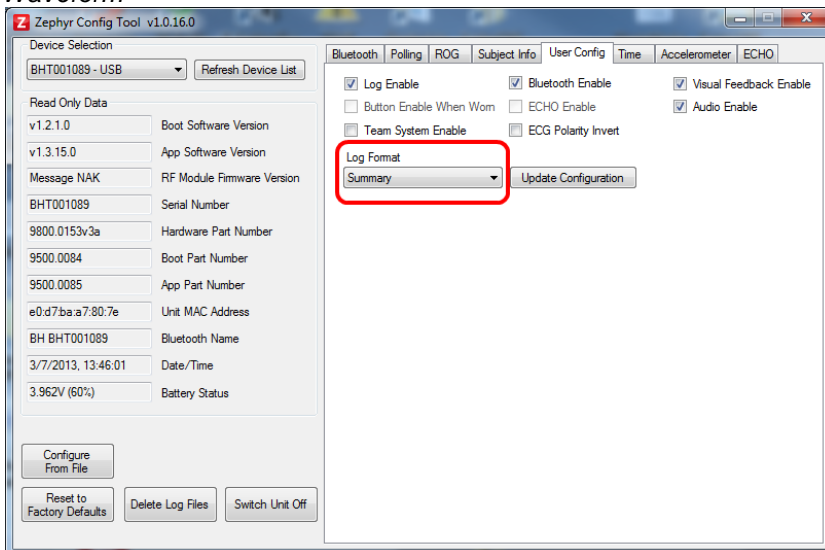 Waveform
Z Zephyr Config Tool v1.0.16.0
Device Selection
BHT001089 - USB
Refresh Device List
Read Only Data
v1.2.1.0 Boot Software Version
v1.3.15.0 App Software Version
Message NAK RF Module Firmware Version
BHT001089 Serial Number
9800.0153v3a Hardware Part Number
9500.0084 Boot Part Number
9500.0085 App Part Number
e0:d7:ba:a7:80:7e Unit MAC Address
BH BHT001089 Bluetooth Name
3/7/2013, 13:46:01 Date/Time
3.962V (60%) Battery Status
Configure
From File
Reset to
Factory Defaults
Delete Log Files
Switch Unit Off
Bluetooth Polling ROG Subject Info User Config Time Accelerometer ECHO
Log Enable Bluetooth Enable Visual Feedback Enable
Button Enable When Worn ECHO Enable Audio Enable
Team System Enable ECG Polarity Invert
Log Format
Summary Update Configuration